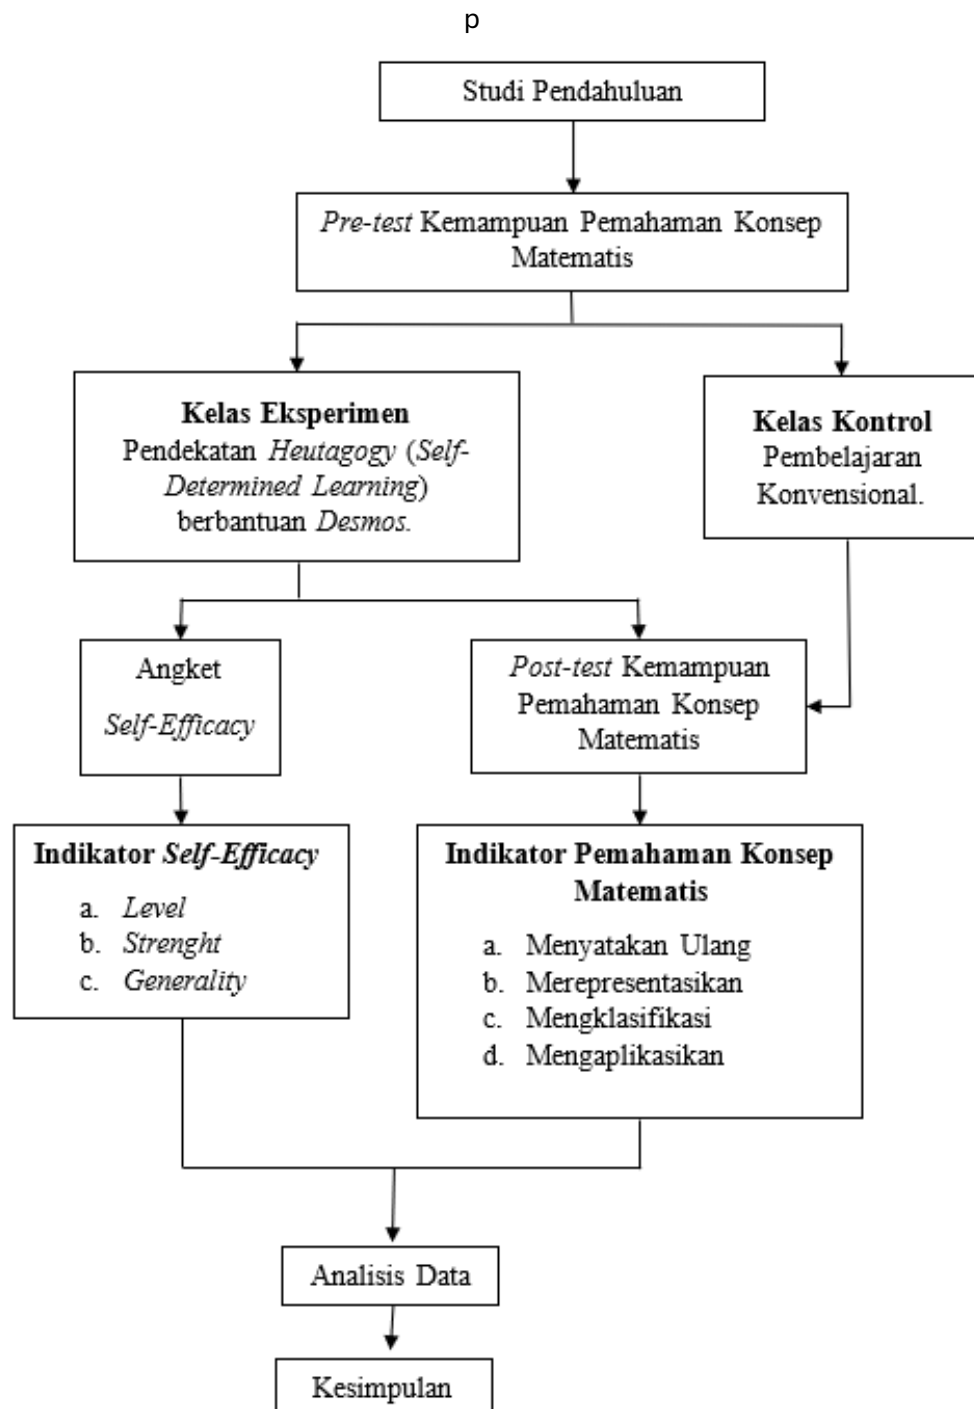 p
Studi Pendahuluan
Pre-test Kemampuan Pemahaman Konsep
Matematis
Kelas Eksperimen
Pendekatan Heutagogy (Self-
Determined Learning)
berbantuan Desmos.
Kelas Kontrol
Pembelajaran
Konvensional.
Angket
Self-Efficacy
Post-test Kemampuan
Pemahaman Konsep
Matematis
Indikator Self-Efficacy
a. Level
b. Strenght
c. Generality
Indikator Pemahaman Konsep
Matematis
a. Menyatakan Ulang
b. Merepresentasikan
c. Mengklasifikasi
d. Mengaplikasikan
Analisis Data
Kesimpulan